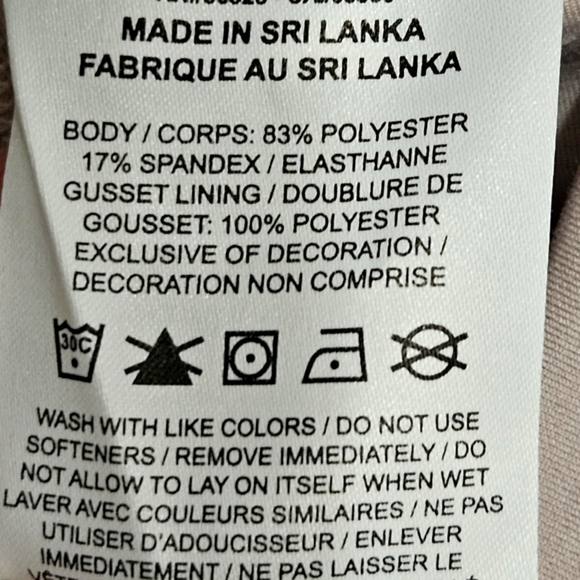 MADE IN SRI LANKA
FABRIQUE AU SRI LANKA
BODY / CORPS: 83% POLYESTER
17% SPANDEX / ELASTHANNE
GUSSET LINING / DOUBLURE DE
GOUSSET: 100% POLYESTER
EXCLUSIVE OF DECORATION /
DECORATION NON COMPRISE
30C
WASH WITH LIKE COLORS / DO NOT USE
SOFTENERS / REMOVE IMMEDIATELY / DO
NOT ALLOW TO LAY ON ITSELF WHEN WET
LAVER AVEC COULEURS SIMILAIRES / NE PAS
UTILISER D'ADOUCISSEUR / ENLEVER
IMMEDIATEMENT / NE PAS LAISSER LE